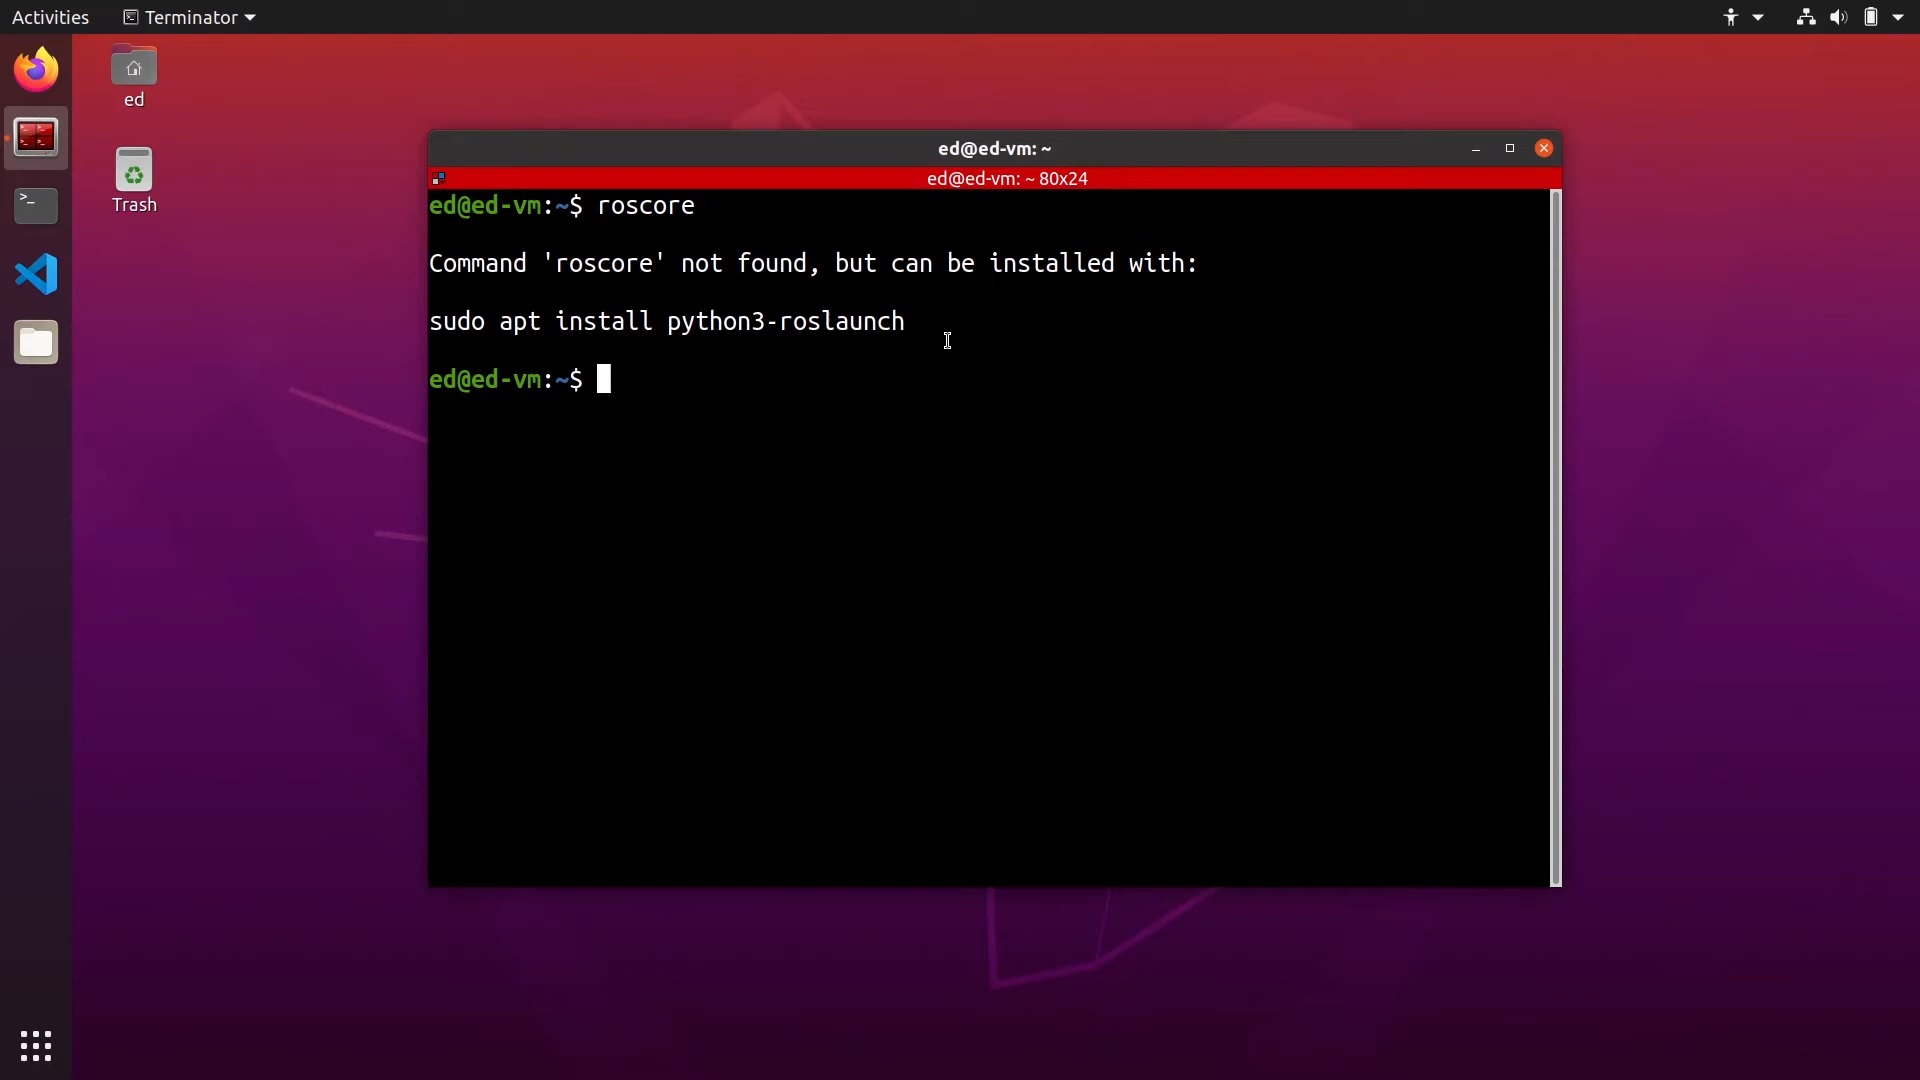 Activities
Terminator
ed
Trash
ed@ed-vm: ~
ed@ed-vm: ~ 80x24
ed@ed-vm:~$ roscore
Command 'roscore' not found, but can be installed with:
sudo apt install python3-roslaunch
ed@ed-vm:~$